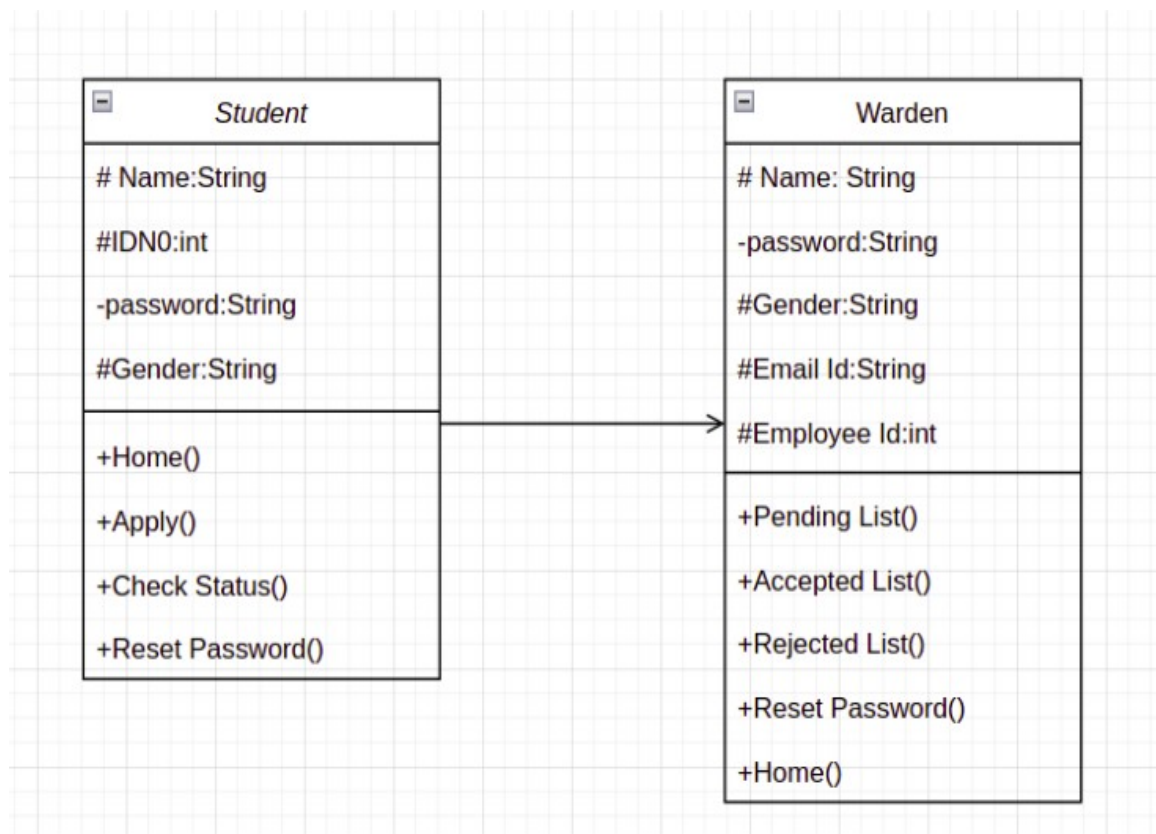 Student
# Name:String
#IDN0:int
-password:String
#Gender:String
+Home()
+Apply()
+Check Status()
+Reset Password()
Warden
# Name: String
-password:String
#Gender:String
#Email Id:String
#Employee Id:int
+Pending List()
+Accepted List()
+Rejected List()
+Reset Password()
+Home()